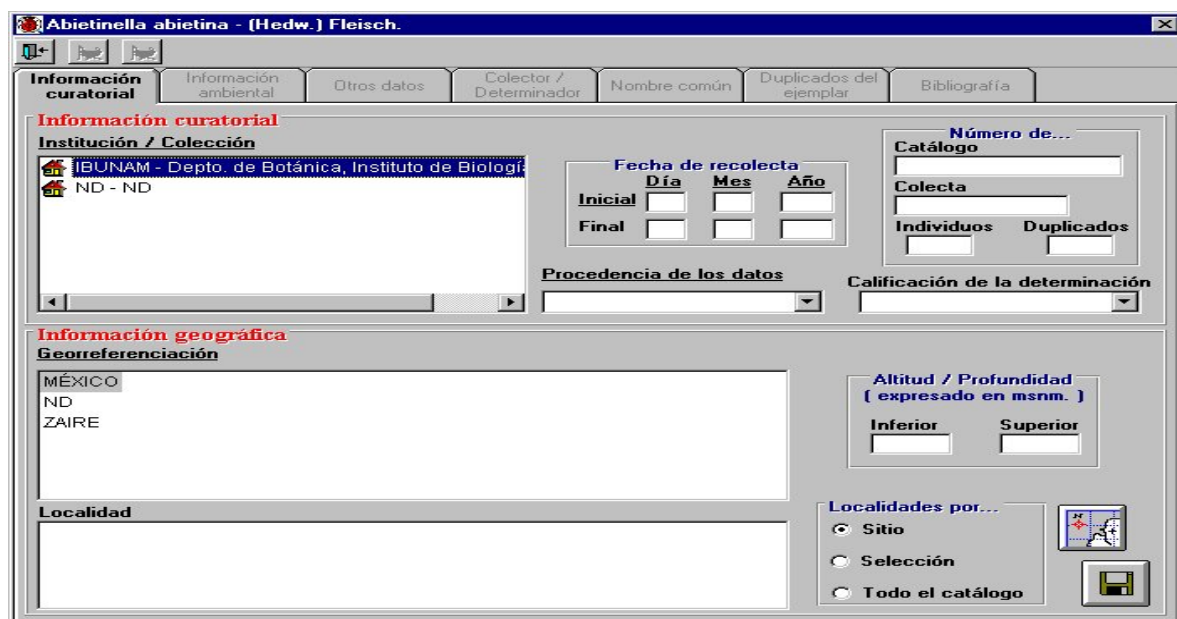 Abietinella abietina - (Hedw.) Fleisch.
Información curatorial
Información ambiental
Otros datos
Colector / Determinador
Nombre común
Duplicados del ejemplar
Bibliografía
Información curatorial
Institución / Colección
IBUNAM - Depto. de Botánica, Instituto de Biologí
ND - ND
Fecha de recolecta
Día Mes Año
Inicial
Final
Número de...
Catálogo
Colecta
Individuos Duplicados
Procedencia de los datos
Calificación de la determinación
Información geográfica
Georreferenciación
MÉXICO
ND
ZAIRE
Altitud / Profundidad
( expresado en msnm. )
Inferior Superior
Localidad
Localidades por...
Sitio
Selección
Todo el catálogo